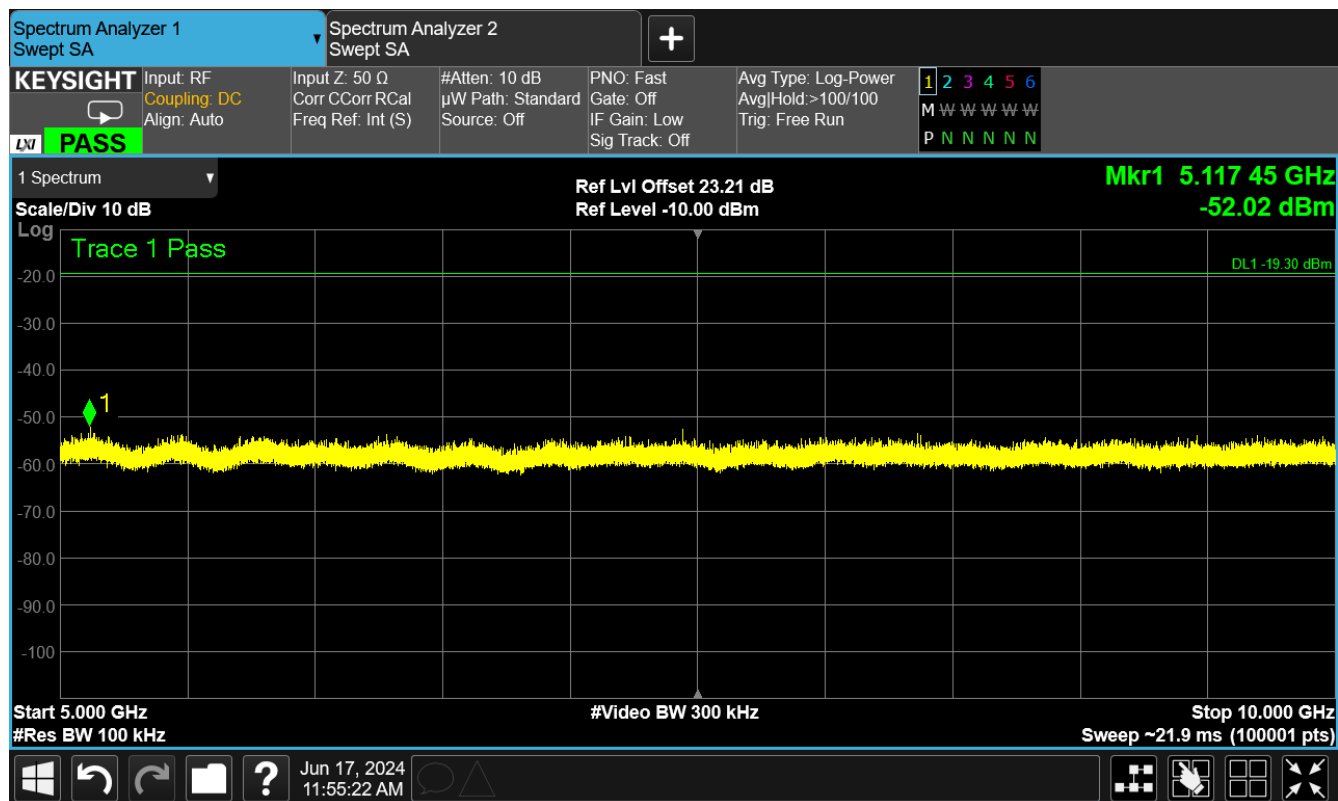 Spectrum Analyzer 1
Swept SA
Spectrum Analyzer 2
Swept SA
KEYSIGHT
LXI PASS
Input: RF
Coupling: DC
Align: Auto
Input Z: 50 Ω
Corr CCorr RCal
Freq Ref: Int (S)
#Atten: 10 dB
µW Path: Standard
Source: Off
PNO: Fast
Gate: Off
IF Gain: Low
Sig Track: Off
Avg Type: Log-Power
Avg|Hold:>100/100
Trig: Free Run
1 2 3 4 5 6
M W W W W W
P N N N N N
1 Spectrum
Scale/Div 10 dB
Ref Lvl Offset 23.21 dB
Ref Level -10.00 dBm
Mkr1 5.117 45 GHz
-52.02 dBm
Log
Trace 1 Pass
DL1 -19.30 dBm
-20.0
-30.0
-40.0
1
-50.0
-60.0
-70.0
-80.0
-90.0
-100
Start 5.000 GHz
#Res BW 100 kHz
#Video BW 300 kHz
Stop 10.000 GHz
Sweep ~21.9 ms (100001 pts)
?
Jun 17, 2024
11:55:22 AM